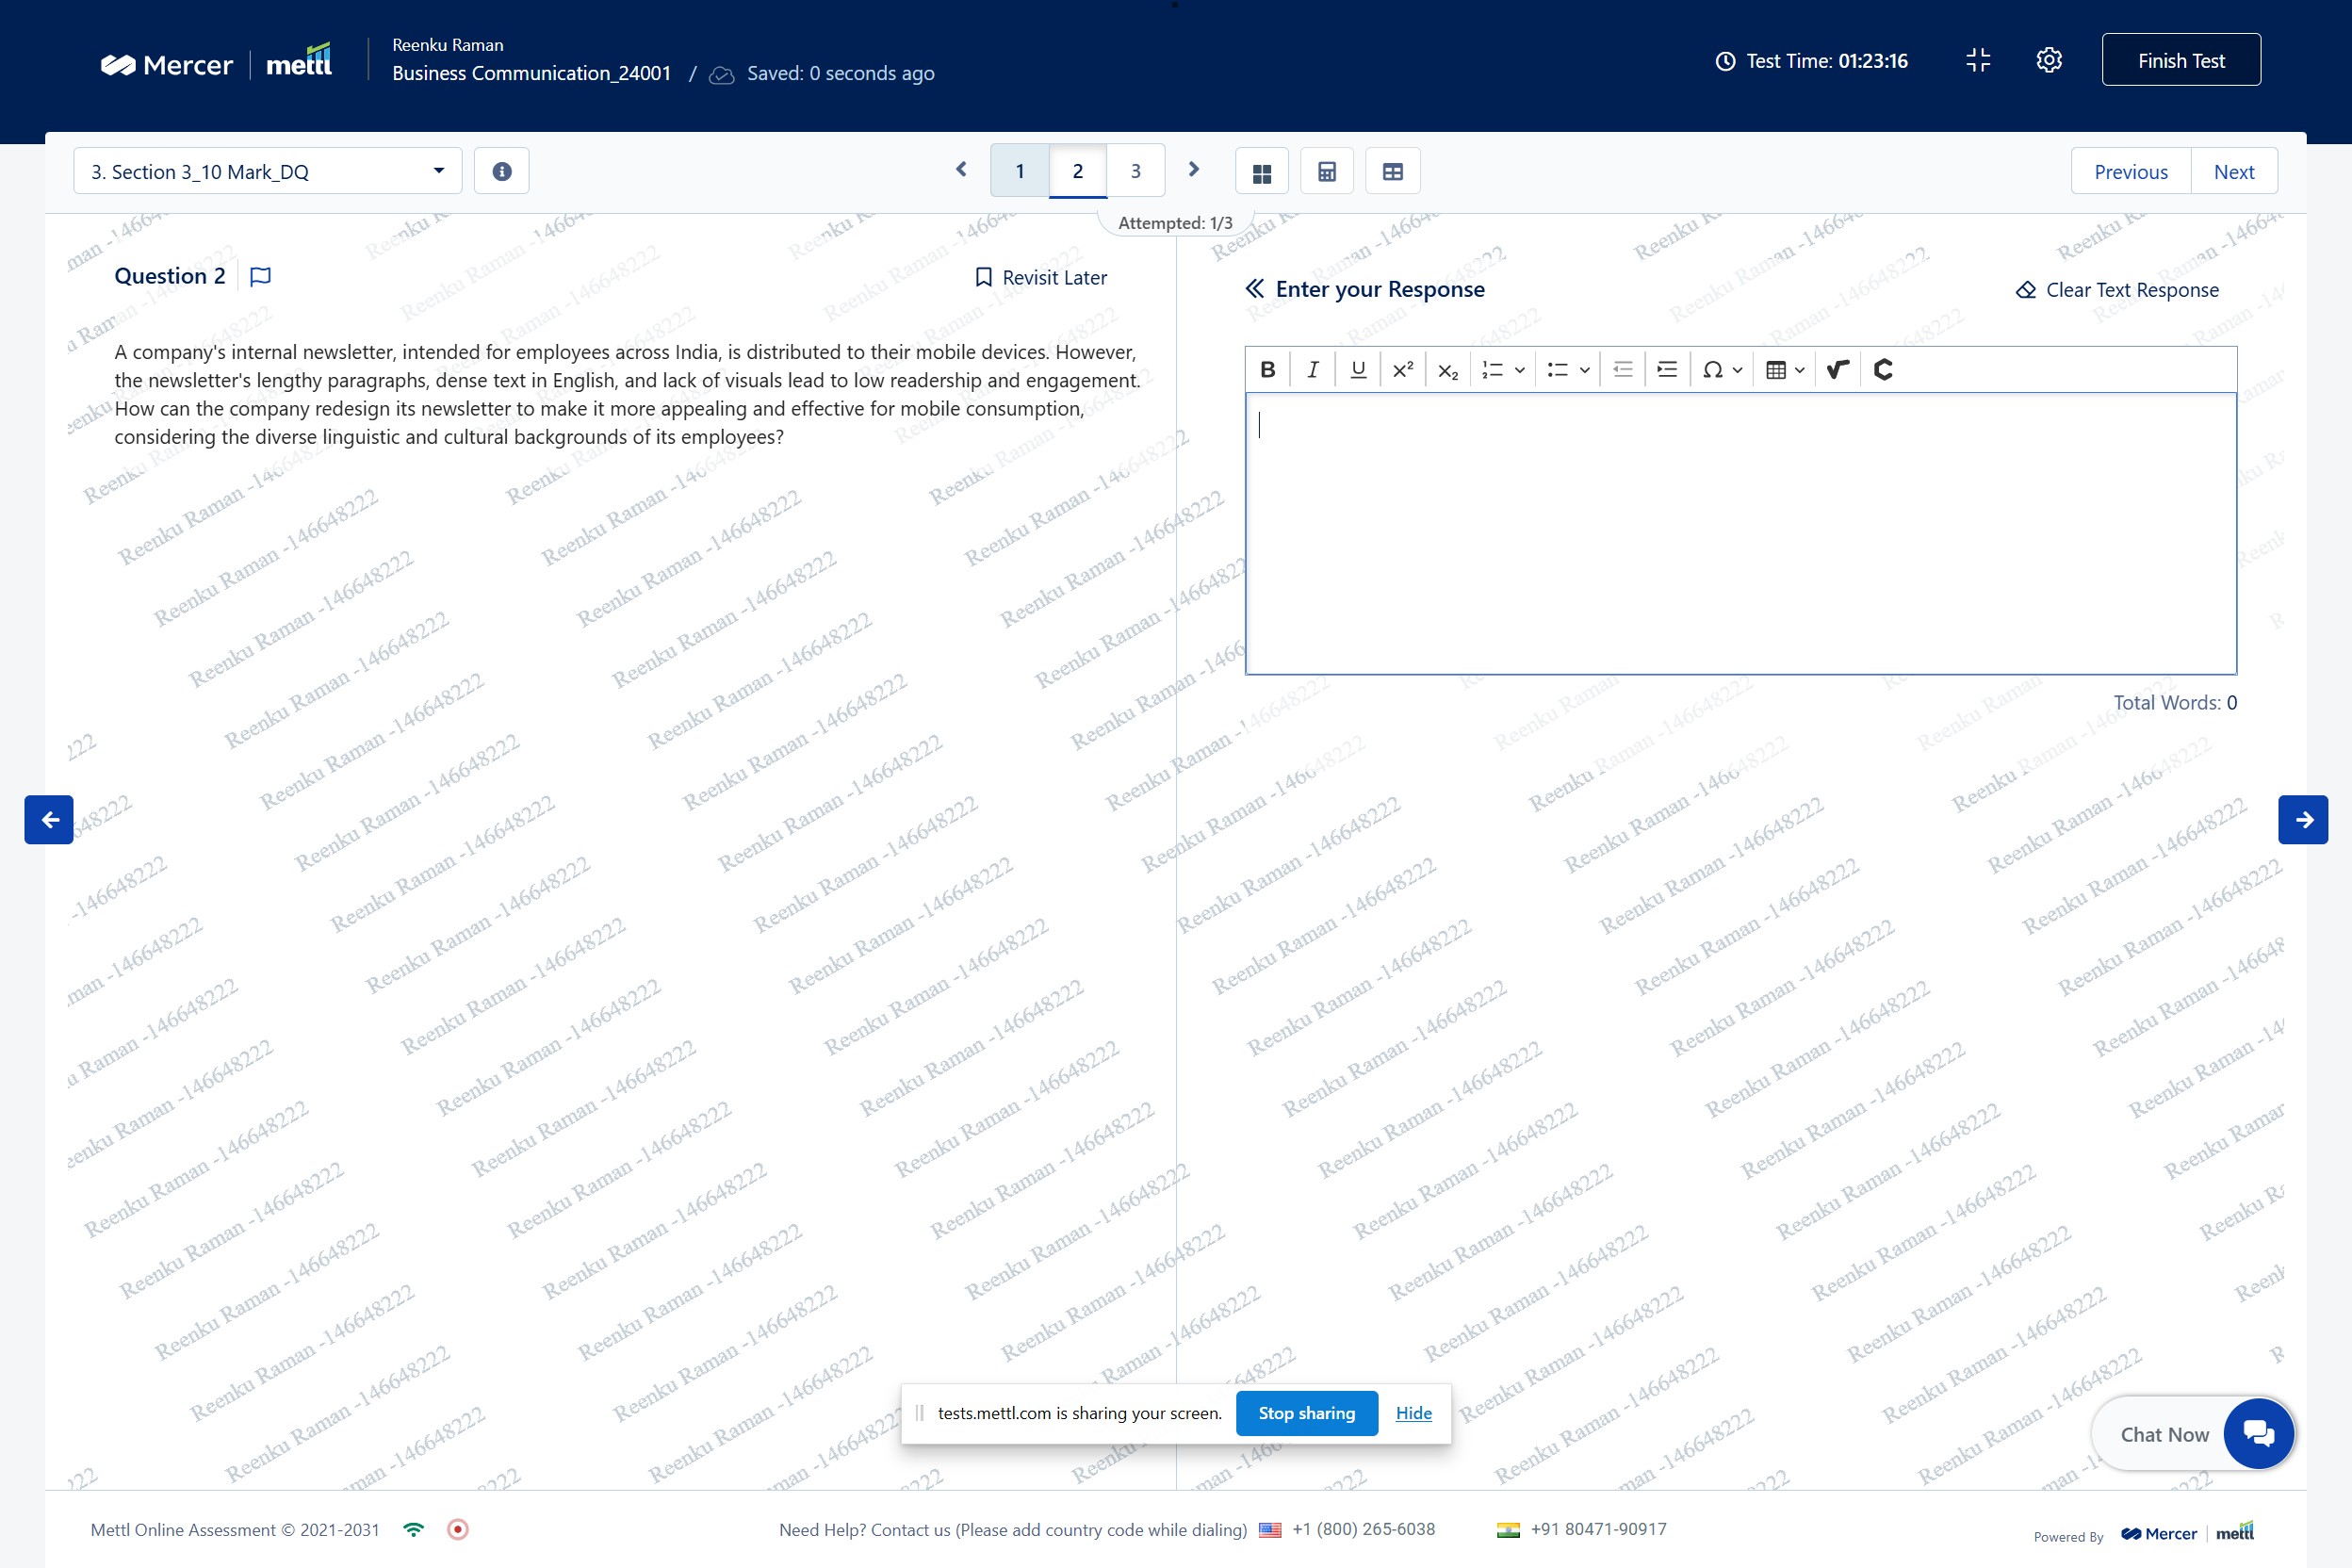 Mercer | mettl
Reenku Raman
Business Communication_24001 / Saved: 0 seconds ago
Test Time: 01:23:16
Finish Test
3. Section 3_10 Mark_DQ
1 2 3
Previous Next
Attempted: 1/3
Question 2
Revisit Later
A company's internal newsletter, intended for employees across India, is distributed to their mobile devices. However,
the newsletter's lengthy paragraphs, dense text in English, and lack of visuals lead to low readership and engagement.
How can the company redesign its newsletter to make it more appealing and effective for mobile consumption,
considering the diverse linguistic and cultural backgrounds of its employees?
Enter your Response
Clear Text Response
Total Words: 0
Reenku Raman -146648222
tests.mettl.com is sharing your screen. Stop sharing Hide
Chat Now
Mettl Online Assessment © 2021-2031
Need Help? Contact us (Please add country code while dialing) +1 (800) 265-6038 +91 80471-90917
Powered By Mercer | mettl